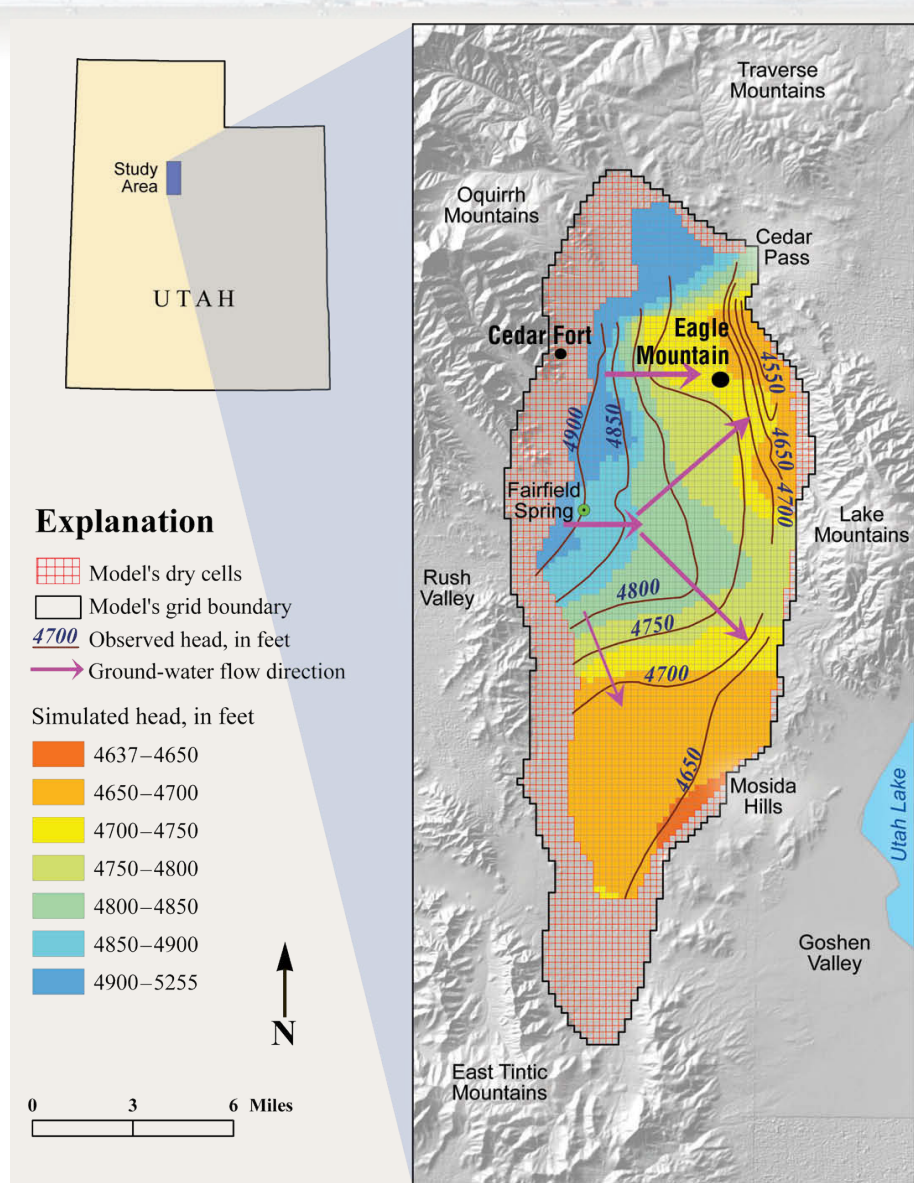 Study
Area
UTAH
Explanation
Model's dry cells
Model's grid boundary
4700 Observed head, in feet
Ground-water flow direction
Simulated head, in feet
4637–4650
4650–4700
4700–4750
4750–4800
4800–4850
4850–4900
4900–5255
N
0 3 6 Miles
Traverse
Mountains
Oquirrh
Mountains
Cedar
Pass
Cedar Fort
Eagle
Mountain
4550
4900
4850
4650
4700
Fairfield
Spring
Lake
Mountains
Rush
Valley
4800
4750
4700
4650
Mosida
Hills
Utah Lake
Goshen
Valley
East Tintic
Mountains